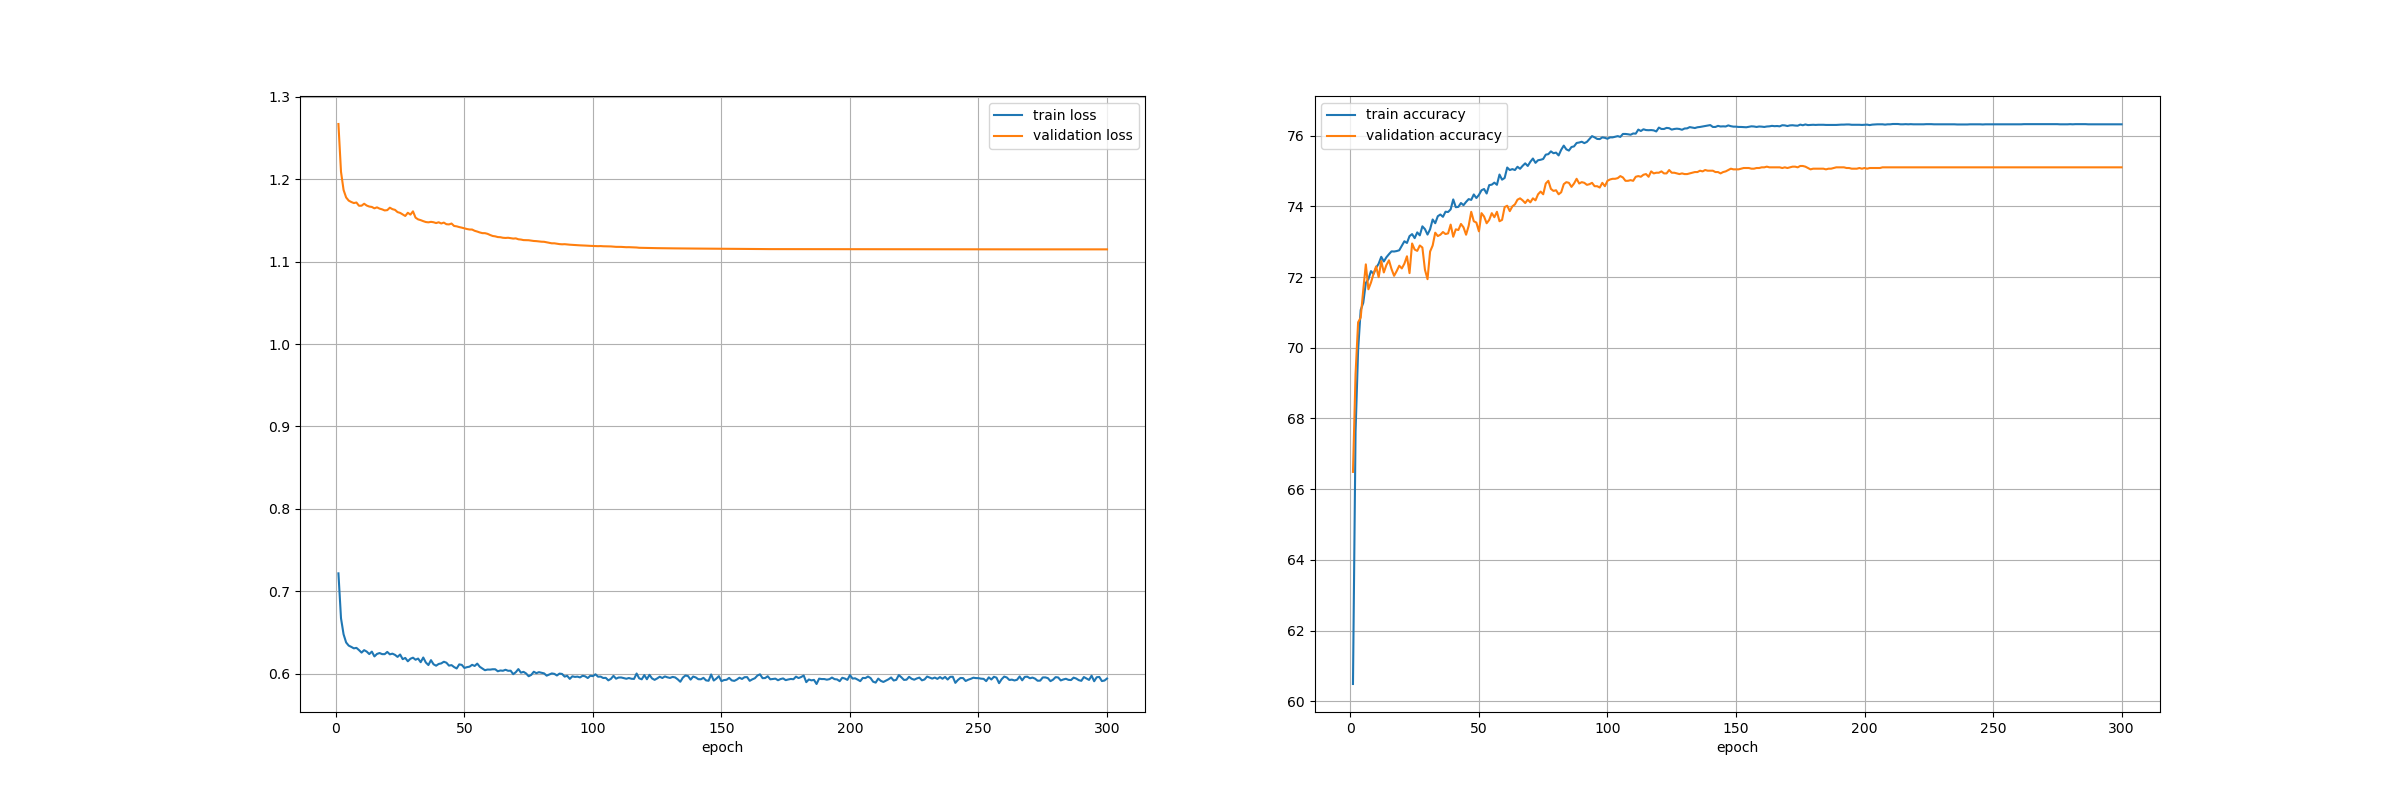 1.3
1.2
1.1
1.0
0.9
0.8
0.7
0.6
0 50 100 150 200 250 300
epoch
train loss
validation loss
76
74
72
70
68
66
64
62
60
0 50 100 150 200 250 300
epoch
train accuracy
validation accuracy